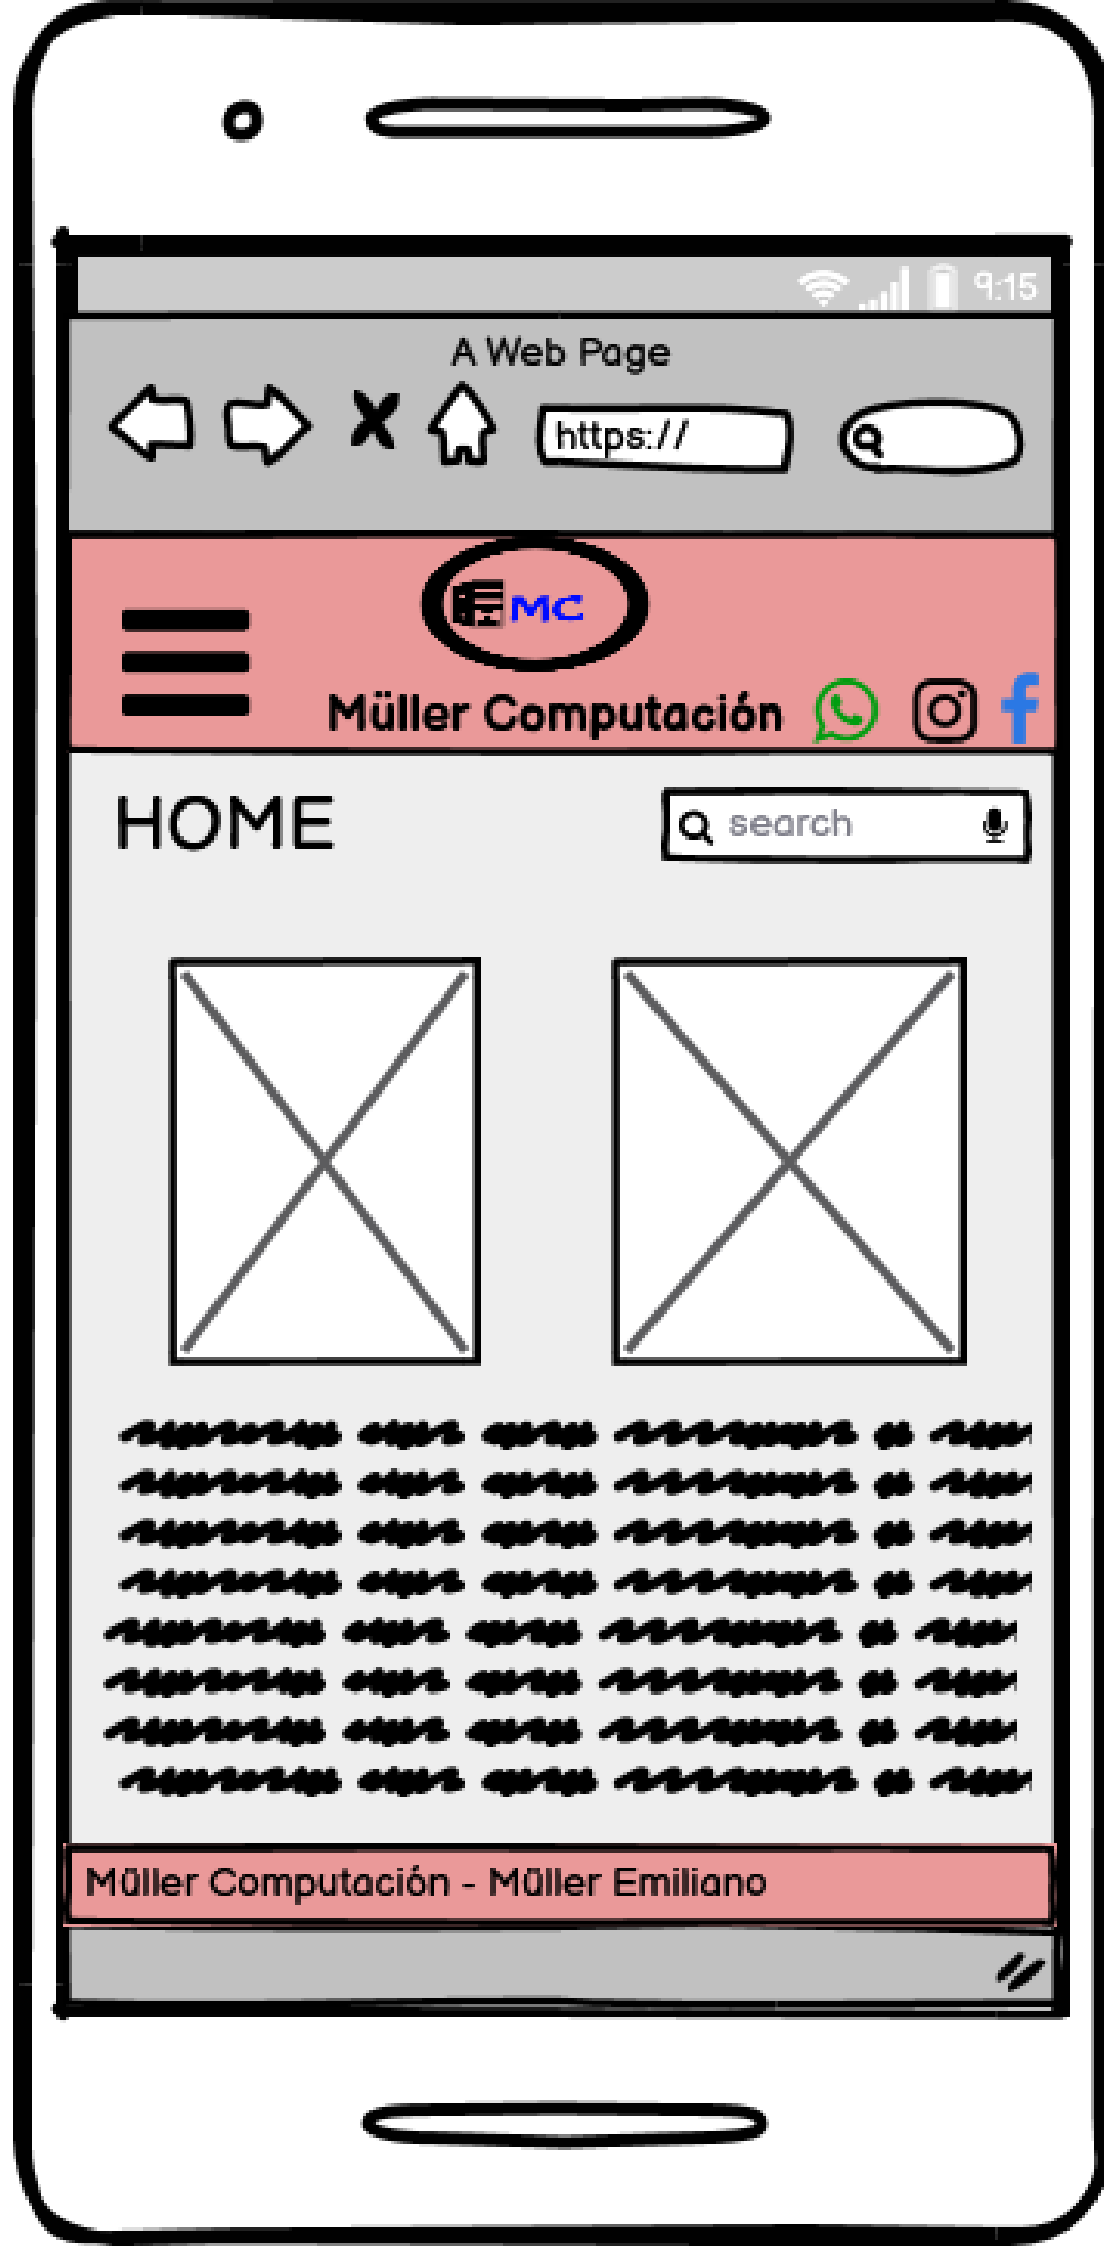 9:15
A Web Page
https://
MC
Müller Computación
HOME
search
Müller Computación - Müller Emiliano